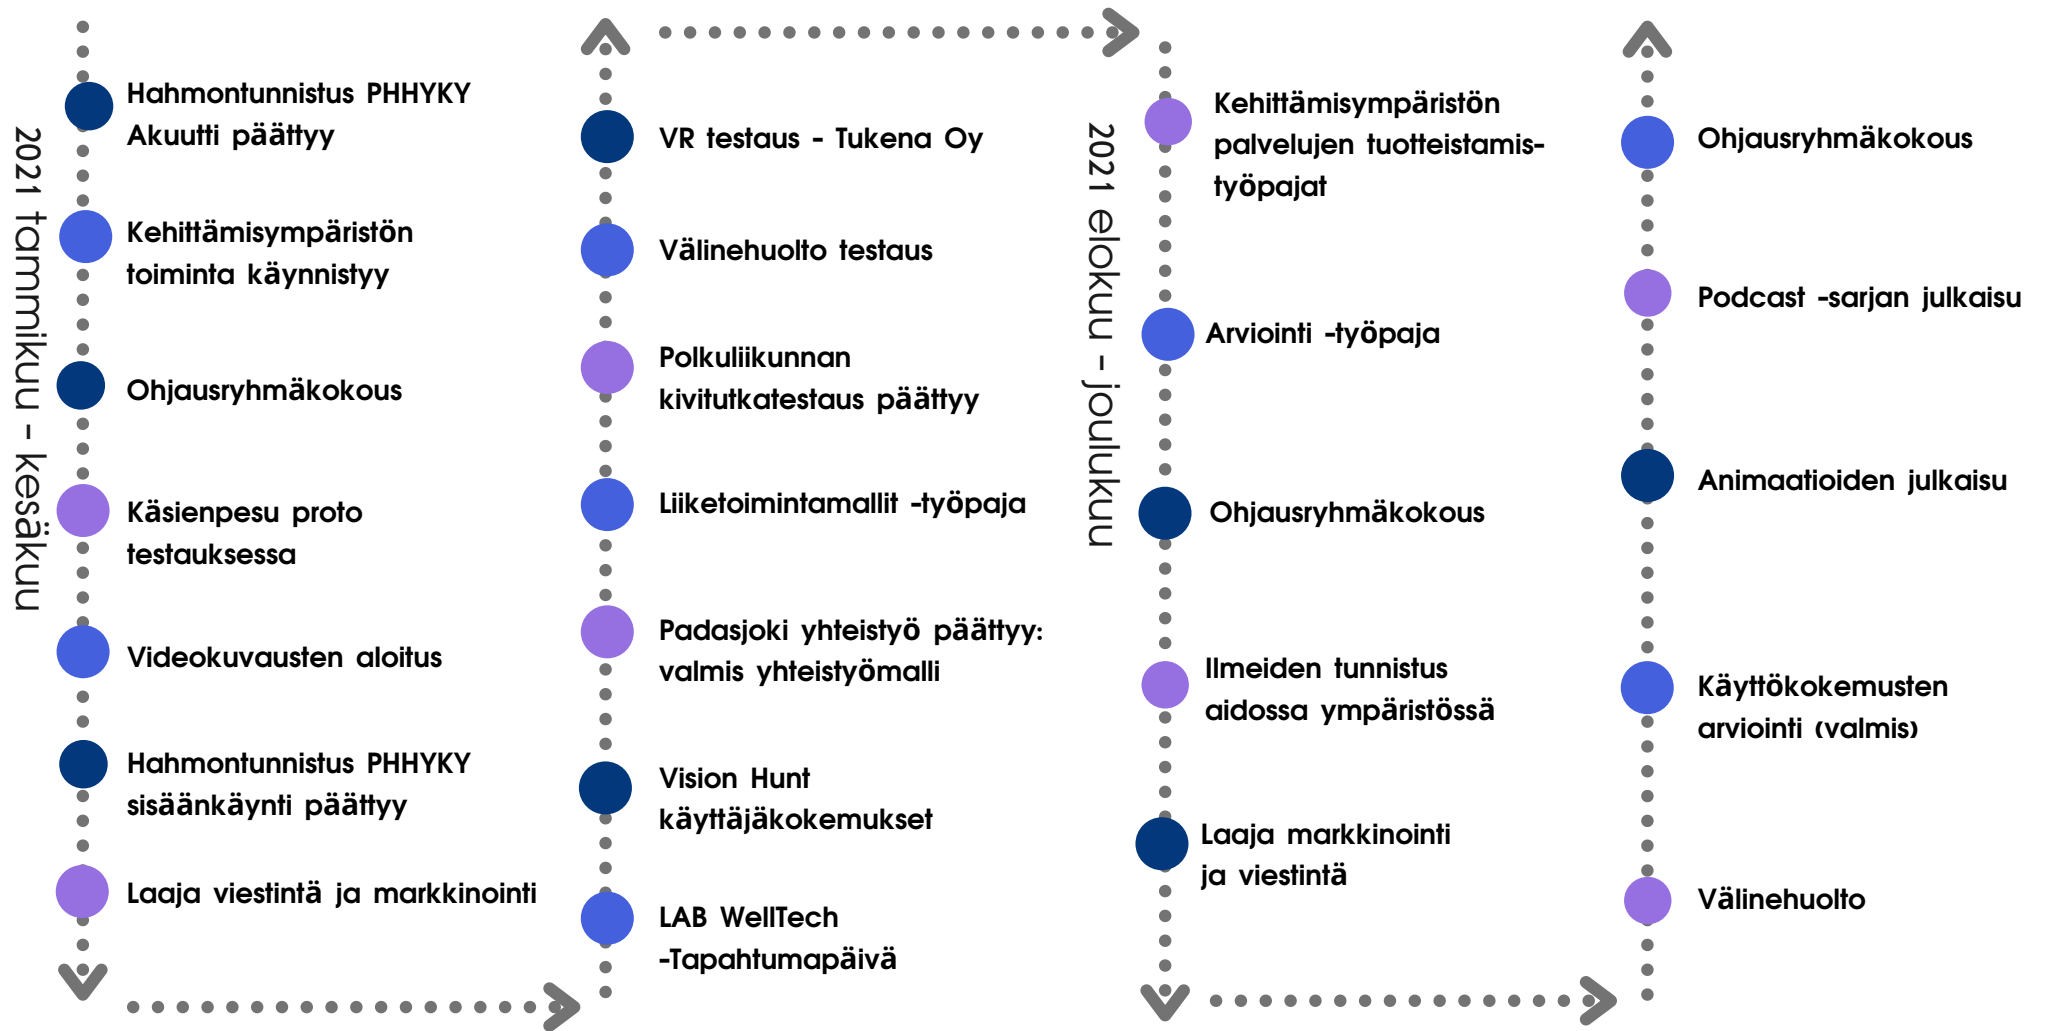 2021 tammikuu - kesäkuu
Hahmontunnistus PHHYKY
Akuutti päättyy
Kehittämisympäristön
toiminta käynnistyy
Ohjausryhmäkokous
Käsienpesu proto
testauksessa
Videokuvausten aloitus
Hahmontunnistus PHHYKY
sisäänkäynti päättyy
Laaja viestintä ja markkinointi
VR testaus - Tukena Oy
Välinehuolto testaus
Polkuliikunnan
kivitutkatestaus päättyy
Liiketoimintamallit -työpaja
Padasjoki yhteistyö päättyy:
valmis yhteistyömalli
Vision Hunt
käyttäjäkokemukset
LAB WellTech
-Tapahtumapäivä
2021 elokuu - joulukuu
Kehittämisympäristön
palvelujen tuotteistamis-
työpajat
Arviointi -työpaja
Ohjausryhmäkokous
Ilmeiden tunnistus
aidossa ympäristössä
Laaja markkinointi
ja viestintä
Ohjausryhmäkokous
Podcast -sarjan julkaisu
Animaatioiden julkaisu
Käyttökokemusten
arviointi (valmis)
Välinehuolto